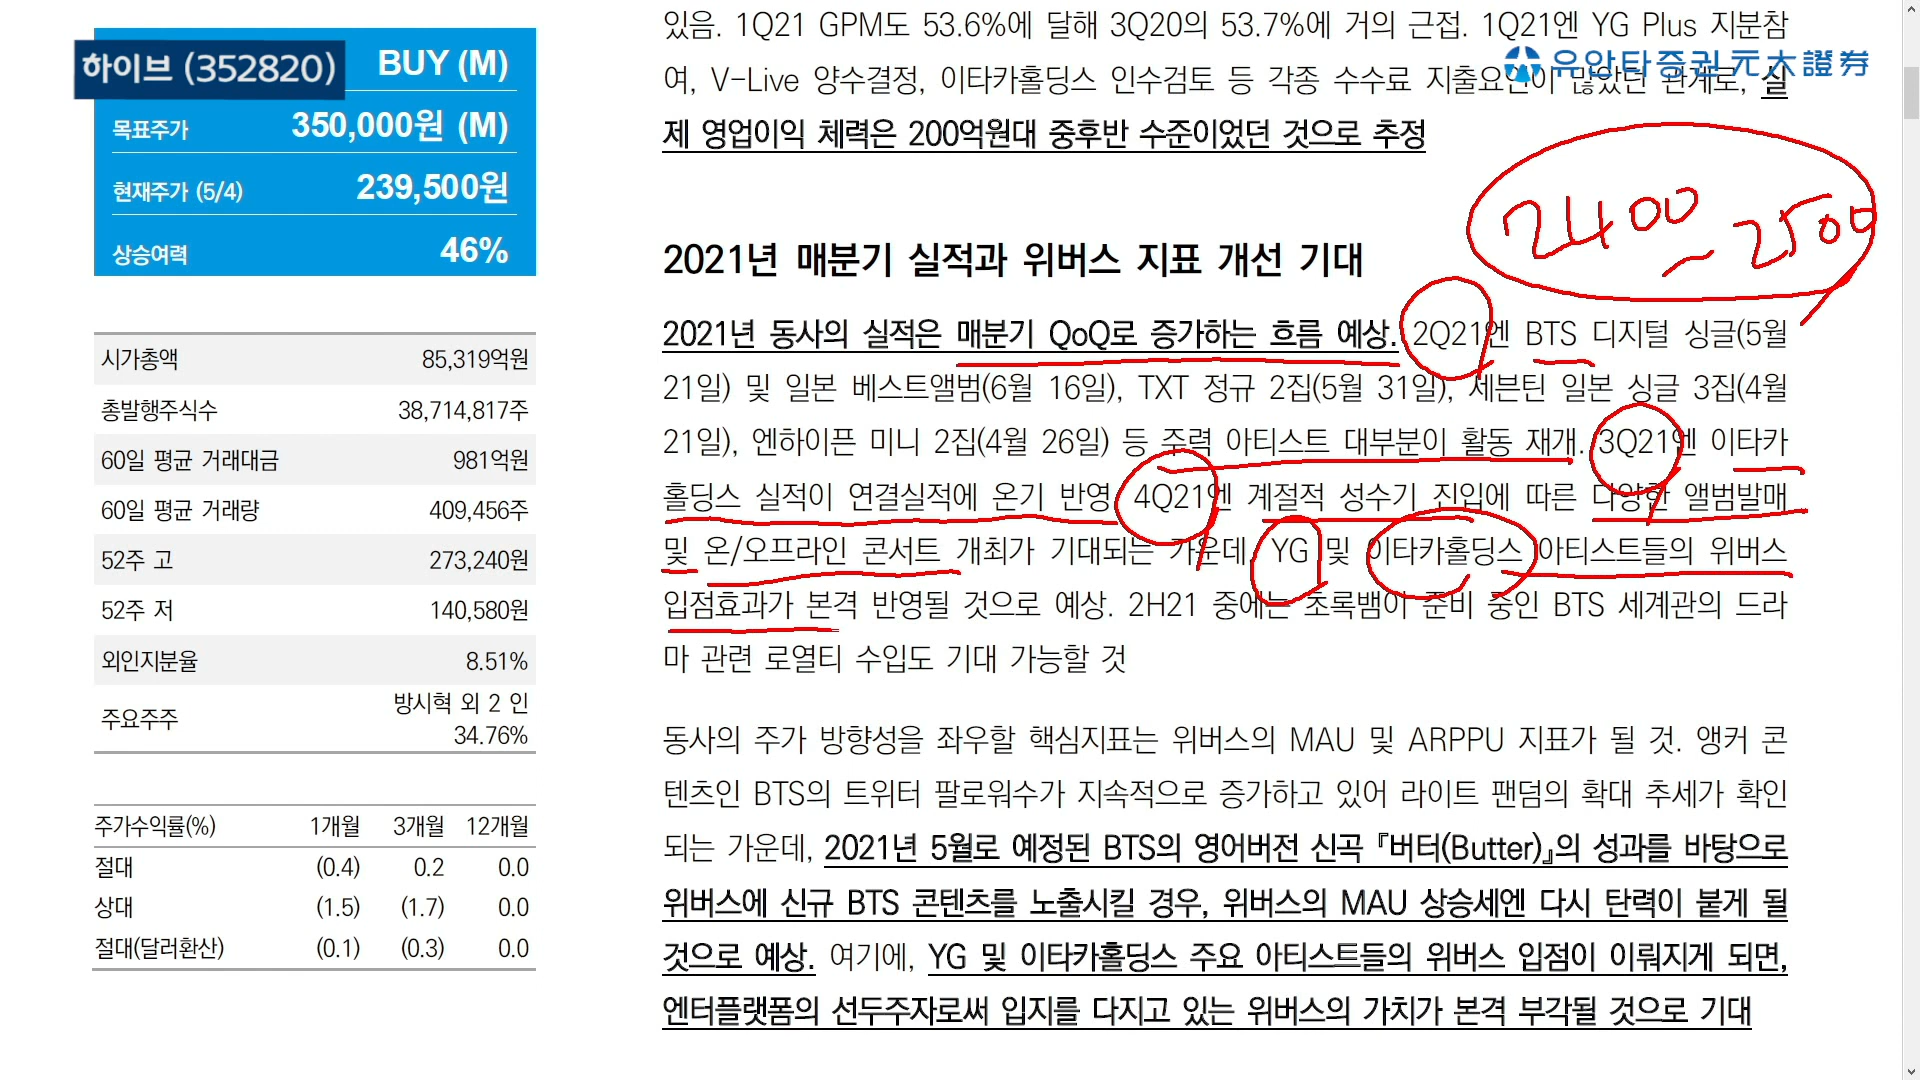 하이브 (352820)
BUY (M)
목표주가 350,000원 (M)
현재주가 (5/4) 239,500원
상승여력 46%
시가총액 85,319억원
총발행주식수 38,714,817주
60일 평균 거래대금 981억원
60일 평균 거래량 409,456주
52주 고 273,240원
52주 저 140,580원
외인지분율 8.51%
주요주주 방시혁 외 2 인
34.76%
주가수익률(%) 1개월 3개월 12개월
절대 (0.4) 0.2 0.0
상대 (1.5) (1.7) 0.0
절대(달러환산) (0.1) (0.3) 0.0
유안타증권 元大證券
있음. 1Q21 GPM도 53.6%에 달해 3Q20의 53.7%에 거의 근접. 1Q21엔 YG Plus 지분참
여, V-Live 양수결정, 이타카홀딩스 인수검토 등 각종 수수료 지출요인이 많았던 관계로, 실
제 영업이익 체력은 200억원대 중후반 수준이었던 것으로 추정
2400 ~ 2500
2021년 매분기 실적과 위버스 지표 개선 기대
2021년 동사의 실적은 매분기 QoQ로 증가하는 흐름 예상. 2Q21엔 BTS 디지털 싱글(5월
21일) 및 일본 베스트앨범(6월 16일), TXT 정규 2집(5월 31일), 세븐틴 일본 싱글 3집(4월
21일), 엔하이픈 미니 2집(4월 26일) 등 주력 아티스트 대부분이 활동 재개. 3Q21엔 이타카
홀딩스 실적이 연결실적에 온기 반영. 4Q21엔 계절적 성수기 진입에 따른 다양한 앨범발매
및 온/오프라인 콘서트 개최가 기대되는 가운데, YG 및 이타카홀딩스 아티스트들의 위버스
입점효과가 본격 반영될 것으로 예상. 2H21 중에는 초록뱀이 준비 중인 BTS 세계관의 드라
마 관련 로열티 수입도 기대 가능할 것
동사의 주가 방향성을 좌우할 핵심지표는 위버스의 MAU 및 ARPPU 지표가 될 것. 앵커 콘
텐츠인 BTS의 트위터 팔로워수가 지속적으로 증가하고 있어 라이트 팬덤의 확대 추세가 확인
되는 가운데, 2021년 5월로 예정된 BTS의 영어버전 신곡 『버터(Butter)』의 성과를 바탕으로
위버스에 신규 BTS 콘텐츠를 노출시킬 경우, 위버스의 MAU 상승세엔 다시 탄력이 붙게 될
것으로 예상. 여기에, YG 및 이타카홀딩스 주요 아티스트들의 위버스 입점이 이뤄지게 되면,
엔터플랫폼의 선두주자로써 입지를 다지고 있는 위버스의 가치가 본격 부각될 것으로 기대